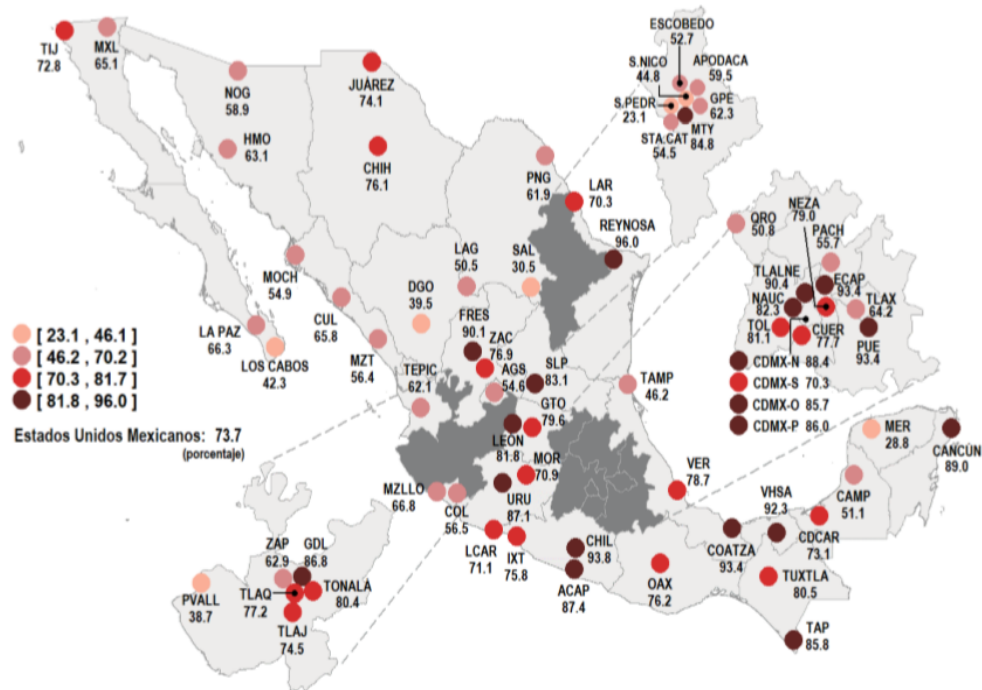 ESCOBEDO
52.7
S.NICO
44.8
APODACA
59.5
S.PEDR
23.1
GPE
62.3
STA.CAT
54.5
MTY
84.8
TIJ
72.8
MXL
65.1
NOG
58.9
JUÁREZ
74.1
HMO
63.1
CHIH
76.1
PNG
61.9
LAR
70.3
REYNOSA
96.0
NEZA
79.0
QRO
50.8
PACH
55.7
TLALNE
90.4
ECAP
93.4
NAUC
82.3
TLAX
64.2
TOL
81.1
CUER
77.7
PUE
93.4
CDMX-N 88.4
CDMX-S 70.3
CDMX-O 85.7
CDMX-P 86.0
MOCH
54.9
LAG
50.5
SAL
30.5
DGO
39.5
CUL
65.8
LA PAZ
66.3
LOS CABOS
42.3
MZT
56.4
FRES
90.1
ZAC
76.9
SLP
83.1
TEPIC
62.1
AGS
54.6
TAMP
46.2
GTO
79.6
LEÓN
81.8
MOR
70.9
[ 23.1 , 46.1 ]
[ 46.2 , 70.2 ]
[ 70.3 , 81.7 ]
[ 81.8 , 96.0 ]
Estados Unidos Mexicanos: 73.7
(porcentaje)
MER
28.8
CANCÚN
89.0
VER
78.7
VHSA
92.3
CAMP
51.1
MZLLO
66.8
COL
56.5
URU
87.1
LCAR
71.1
IXT
75.8
CHIL
93.8
ACAP
87.4
OAX
76.2
COATZA
93.4
CDCAR
73.1
TUXTLA
80.5
TAP
85.8
ZAP
62.9
GDL
86.8
PVALL
38.7
TLAQ
77.2
TONALA
80.4
TLAJ
74.5